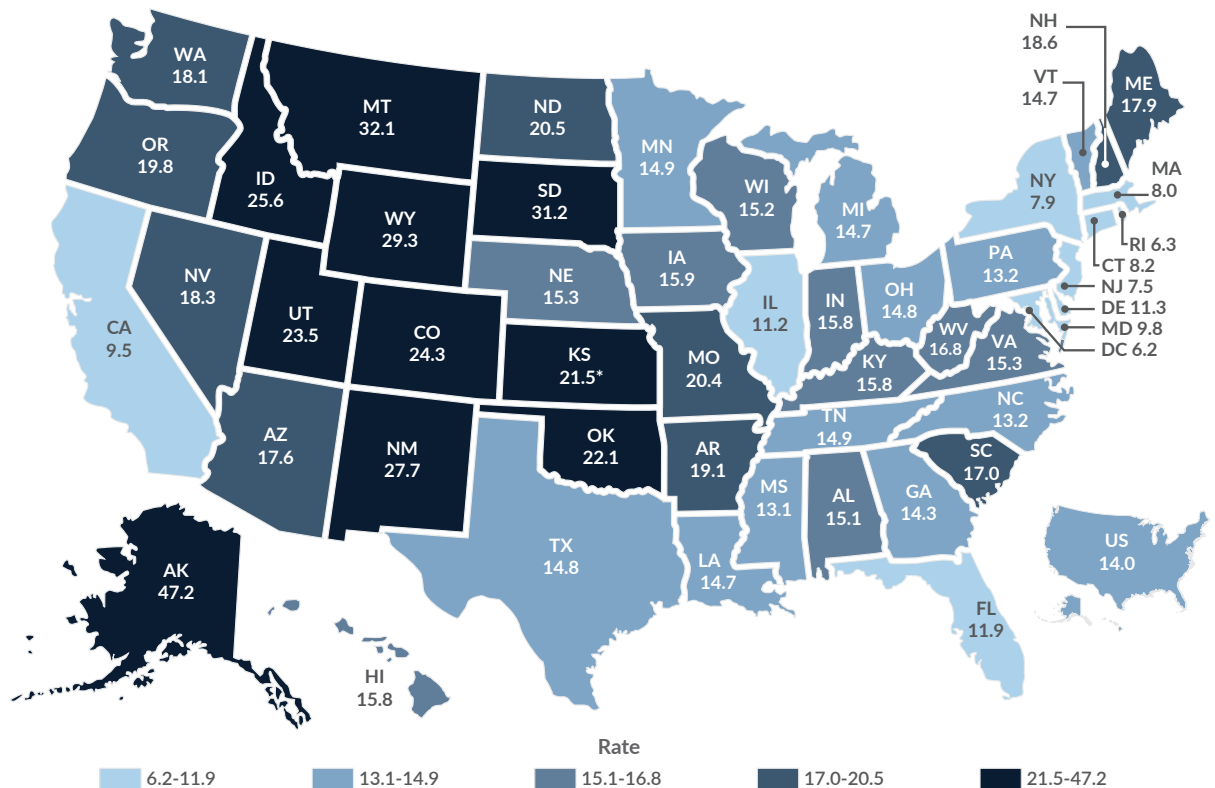 NH
18.6
WA
18.1
VT
14.7
ME
17.9
MT
32.1
ND
20.5
OR
19.8
MN
14.9
ID
25.6
SD
31.2
WI
15.2
MI
14.7
NY
7.9
MA
8.0
WY
29.3
RI 6.3
CT 8.2
NJ 7.5
DE 11.3
MD 9.8
DC 6.2
PA
13.2
NV
18.3
NE
15.3
IA
15.9
IL
11.2
IN
15.8
OH
14.8
CA
9.5
UT
23.5
CO
24.3
KS
21.5*
MO
20.4
WV
16.8
VA
15.3
KY
15.8
NC
13.2
TN
14.9
AZ
17.6
NM
27.7
OK
22.1
AR
19.1
SC
17.0
MS
13.1
AL
15.1
GA
14.3
TX
14.8
LA
14.7
US
14.0
AK
47.2
FL
11.9
HI
15.8
Rate
6.2-11.9
13.1-14.9
15.1-16.8
17.0-20.5
21.5-47.2